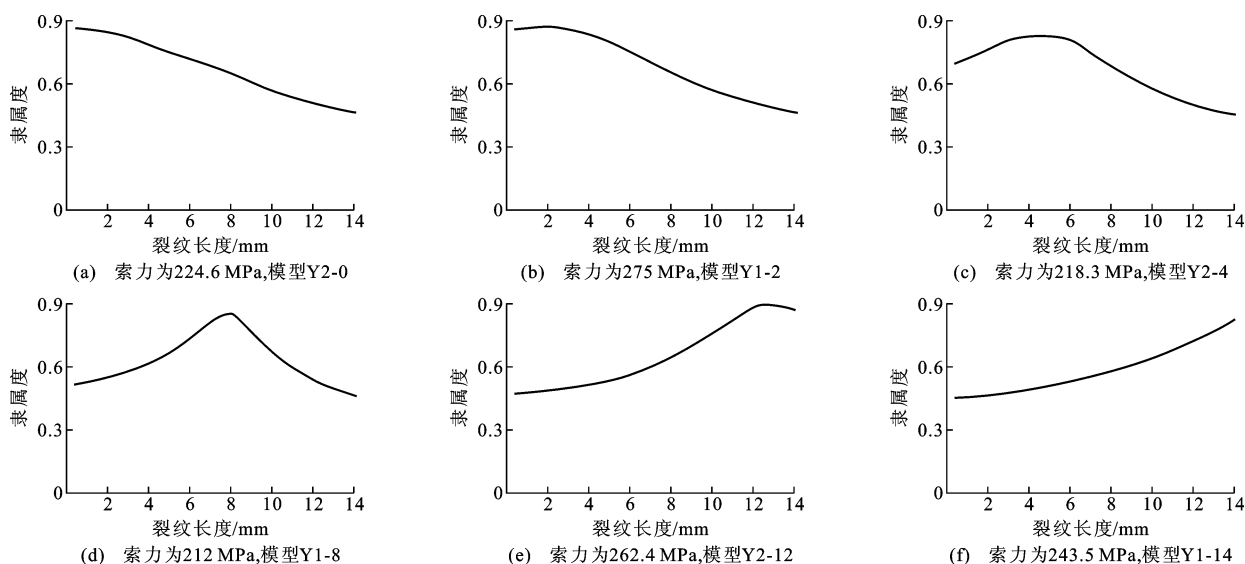 0.9
0.6
0.3
0
隶属度
2 4 6 8 10 12 14
裂纹长度/mm
(a) 索力为224.6 MPa,模型Y2-0
0.9
0.6
0.3
0
隶属度
2 4 6 8 10 12 14
裂纹长度/mm
(b) 索力为275 MPa,模型Y1-2
0.9
0.6
0.3
0
隶属度
2 4 6 8 10 12 14
裂纹长度/mm
(c) 索力为218.3 MPa,模型Y2-4
0.9
0.6
0.3
0
隶属度
2 4 6 8 10 12 14
裂纹长度/mm
(d) 索力为212 MPa,模型Y1-8
0.9
0.6
0.3
0
隶属度
2 4 6 8 10 12 14
裂纹长度/mm
(e) 索力为262.4 MPa,模型Y2-12
0.9
0.6
0.3
0
隶属度
2 4 6 8 10 12 14
裂纹长度/mm
(f) 索力为243.5 MPa,模型Y1-14